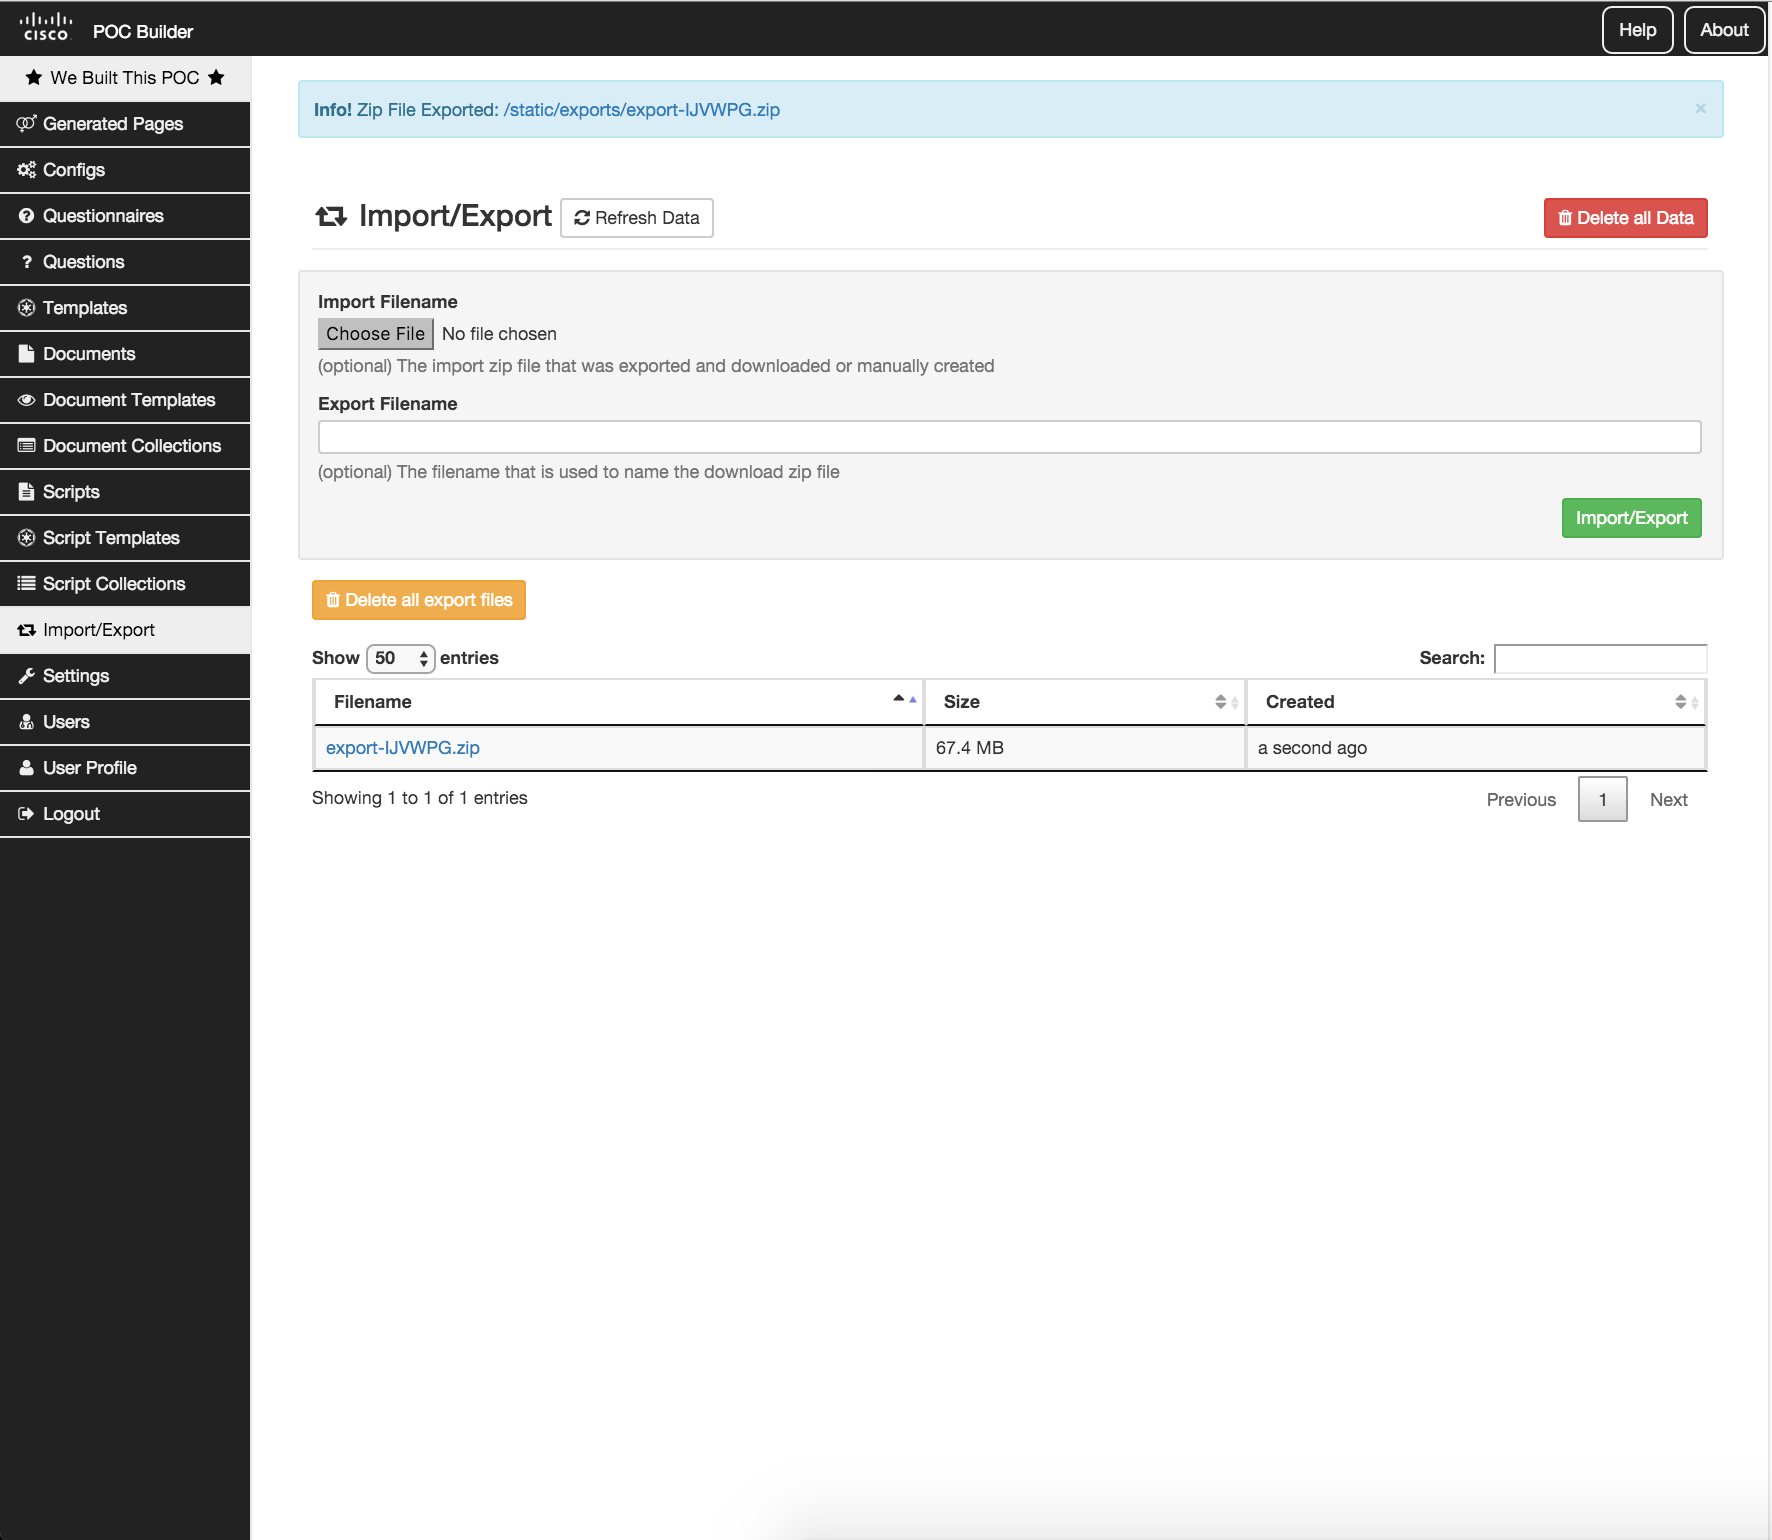 cisco POC Builder Help About
We Built This POC
Generated Pages
Configs
Questionnaires
? Questions
Templates
Documents
Document Templates
Document Collections
Scripts
Script Templates
Script Collections
Import/Export
Settings
Users
User Profile
Logout
Info! Zip File Exported: /static/exports/export-IJVWPG.zip ×
Import/Export Refresh Data Delete all Data
Import Filename
Choose File No file chosen
(optional) The import zip file that was exported and downloaded or manually created
Export Filename
(optional) The filename that is used to name the download zip file
Import/Export
Delete all export files
Show 50 entries Search:
Filename Size Created
export-IJVWPG.zip 67.4 MB a second ago
Showing 1 to 1 of 1 entries Previous 1 Next